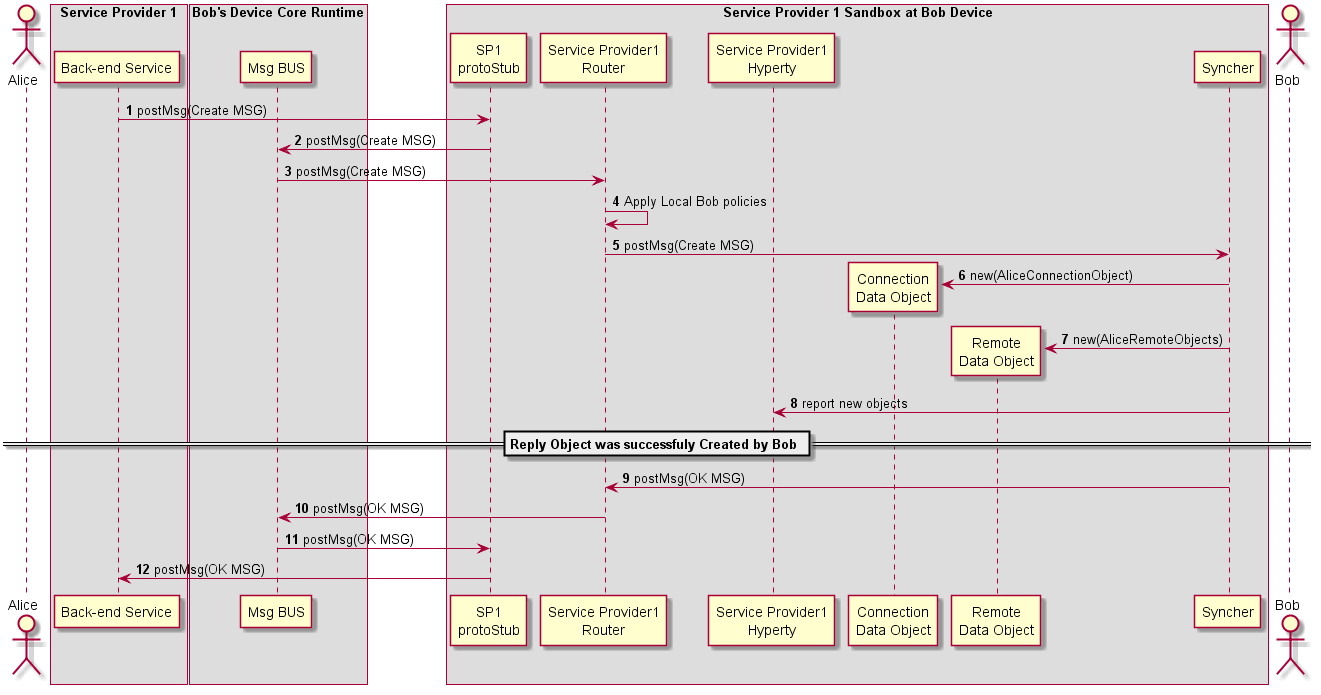 Service Provider 1
Bob's Device Core Runtime
Service Provider 1 Sandbox at Bob Device
Alice
Back-end Service
Msg BUS
SP1
protoStub
Service Provider1
Router
Service Provider1
Hyperty
Syncher
Bob
1 postMsg(Create MSG)
2 postMsg(Create MSG)
3 postMsg(Create MSG)
4 Apply Local Bob policies
5 postMsg(Create MSG)
Connection
Data Object
6 new(AliceConnectionObject)
Remote
Data Object
7 new(AliceRemoteObjects)
8 report new objects
Reply Object was successfuly Created by Bob
9 postMsg(OK MSG)
10 postMsg(OK MSG)
11 postMsg(OK MSG)
12 postMsg(OK MSG)
Alice
Back-end Service
Msg BUS
SP1
protoStub
Service Provider1
Router
Service Provider1
Hyperty
Connection
Data Object
Remote
Data Object
Syncher
Bob